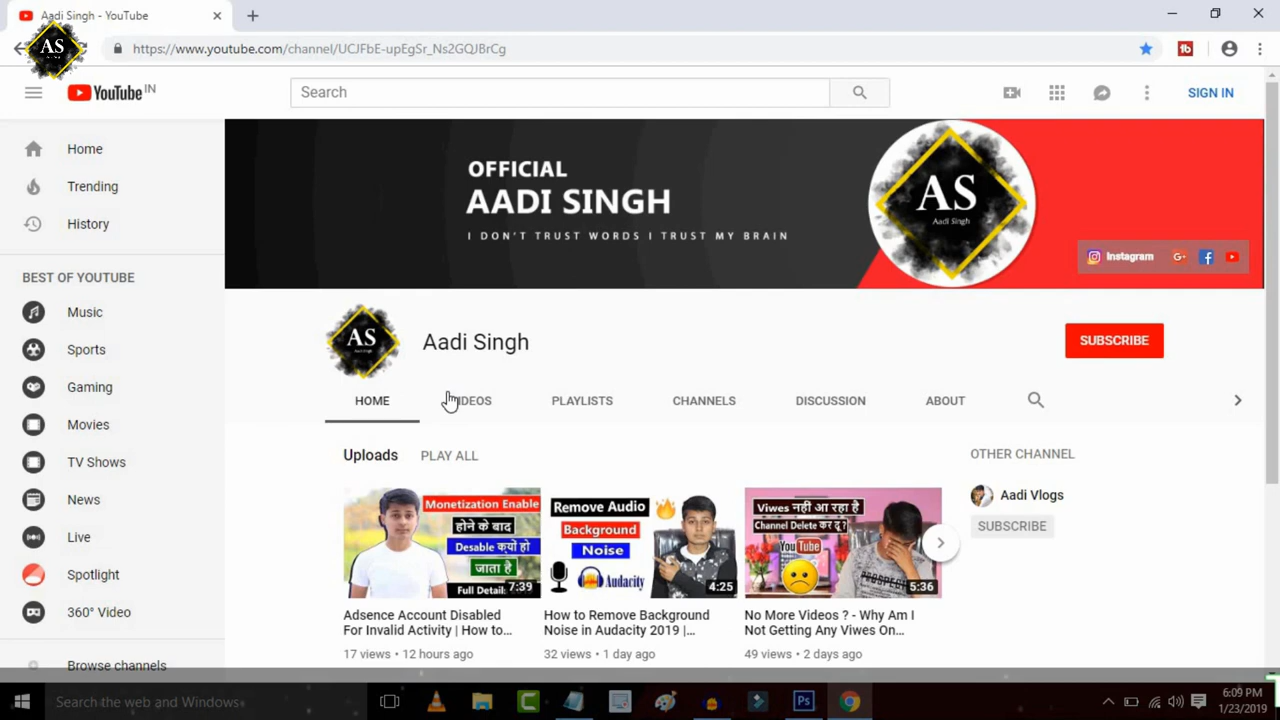 Aadi Singh - YouTube
AS
https://www.youtube.com/channel/UCJFbE-upEgSr_Ns2GQJBrCg
YouTube IN
Search
SIGN IN
Home
Trending
History
BEST OF YOUTUBE
Music
Sports
Gaming
Movies
TV Shows
News
Live
Spotlight
360° Video
Browse channels
OFFICIAL
AADI SINGH
I DON'T TRUST WORDS I TRUST MY BRAIN
AS
Aadi Singh
Instagram
AS
Aadi Singh
Aadi Singh
SUBSCRIBE
HOME
PLAYLISTS
CHANNELS
DISCUSSION
ABOUT
Uploads PLAY ALL
Monetization Enable
होने के बाद
Desable क्यों हो
जाता है
Full Detail
7:39
Adsence Account Disabled
For Invalid Activity | How to...
17 views • 12 hours ago
Remove Audio
Background
Noise
Audacity
4:25
How to Remove Background
Noise in Audacity 2019 |...
32 views • 1 day ago
Viwes नहीं आ रहा है
Channel Delete कर दू?
YouTube
5:36
No More Videos ? - Why Am I
Not Getting Any Viwes On...
49 views • 2 days ago
OTHER CHANNEL
Aadi Vlogs
SUBSCRIBE
Search the web and Windows
6:09 PM
1/23/2019